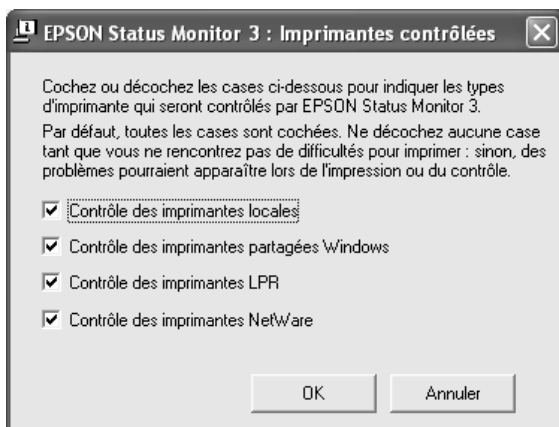 EPSON Status Monitor 3 : Imprimantes contrôlées
Cochez ou décochez les cases ci-dessous pour indiquer les types
d'imprimante qui seront contrôlés par EPSON Status Monitor 3.
Par défaut, toutes les cases sont cochées. Ne décochez aucune case
tant que vous ne rencontrez pas de difficultés pour imprimer : sinon, des
problèmes pourraient apparaître lors de l'impression ou du contrôle.
Contrôle des imprimantes locales
Contrôle des imprimantes partagées Windows
Contrôle des imprimantes LPR
Contrôle des imprimantes NetWare
OK
Annuler